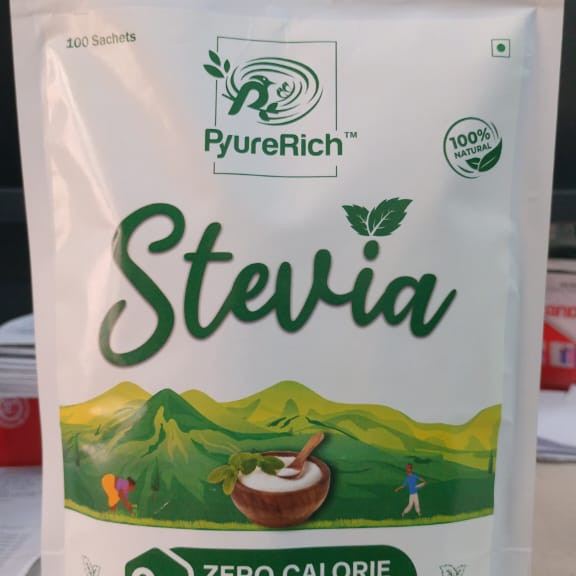 100 Sachets
PyureRich™
100%
NATURAL
Stevia
ZERO CALORIE